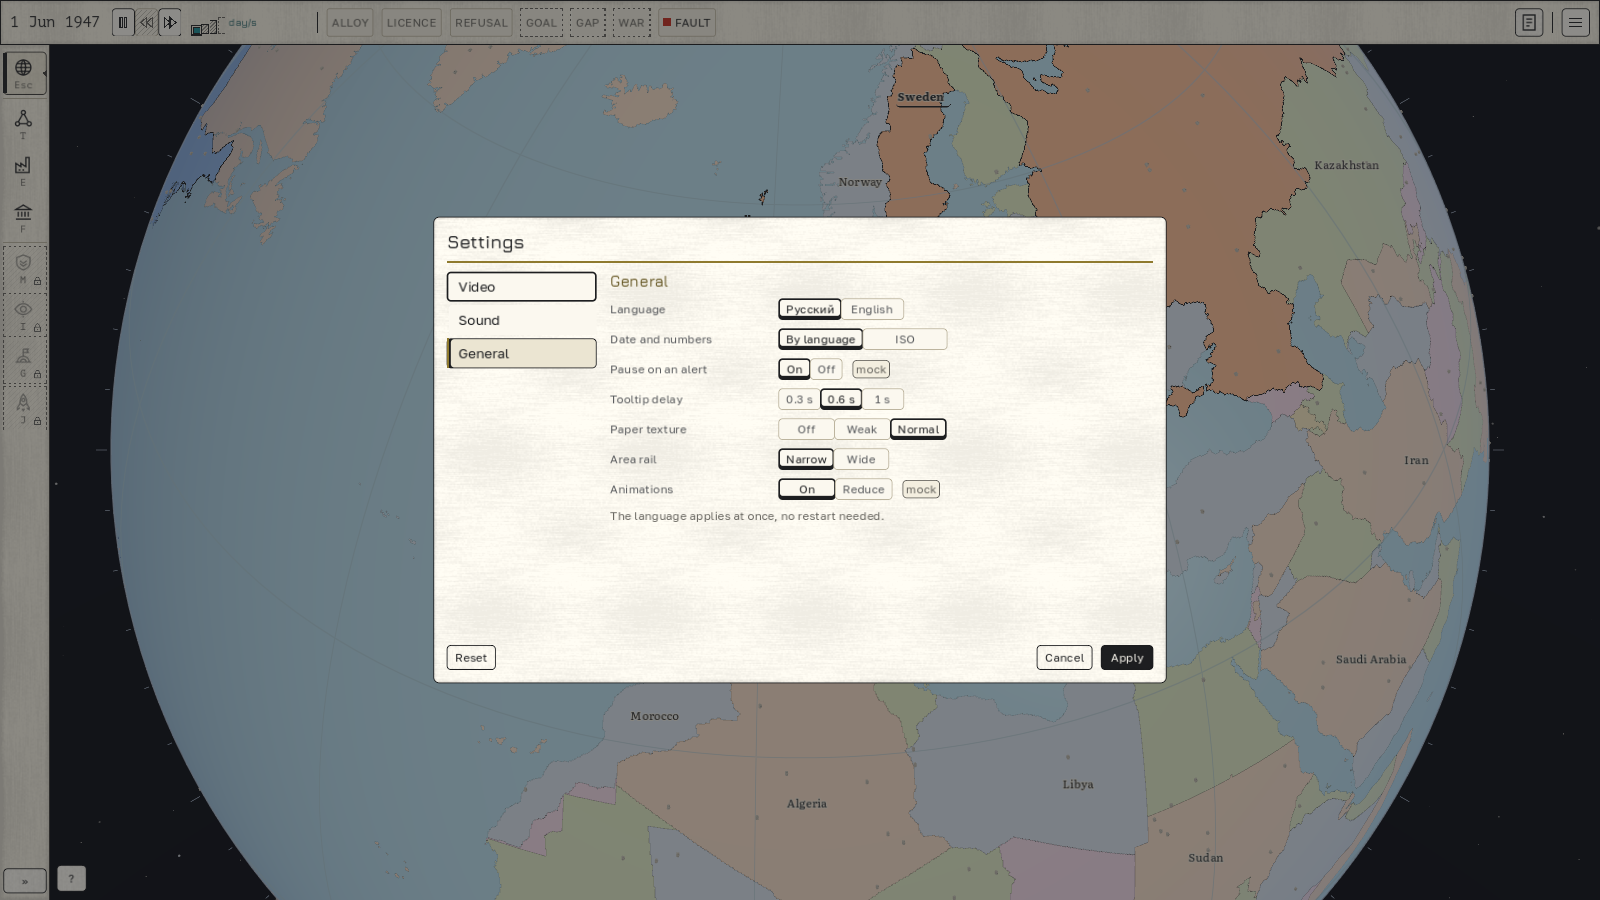 1 Jun 1947 day/s ALLOY LICENCE REFUSAL GOAL GAP WAR FAULT
Esc
T
E
F
M
I
G
J
»
?
Sweden
Norway
Kazakhstan
Iran
Saudi Arabia
Morocco
Algeria
Libya
Sudan
Settings
Video
Sound
General
General
Language Русский English
Date and numbers By language ISO
Pause on an alert On Off mock
Tooltip delay 0.3 s 0.6 s 1 s
Paper texture Off Weak Normal
Area rail Narrow Wide
Animations On Reduce mock
The language applies at once, no restart needed.
Reset Cancel Apply